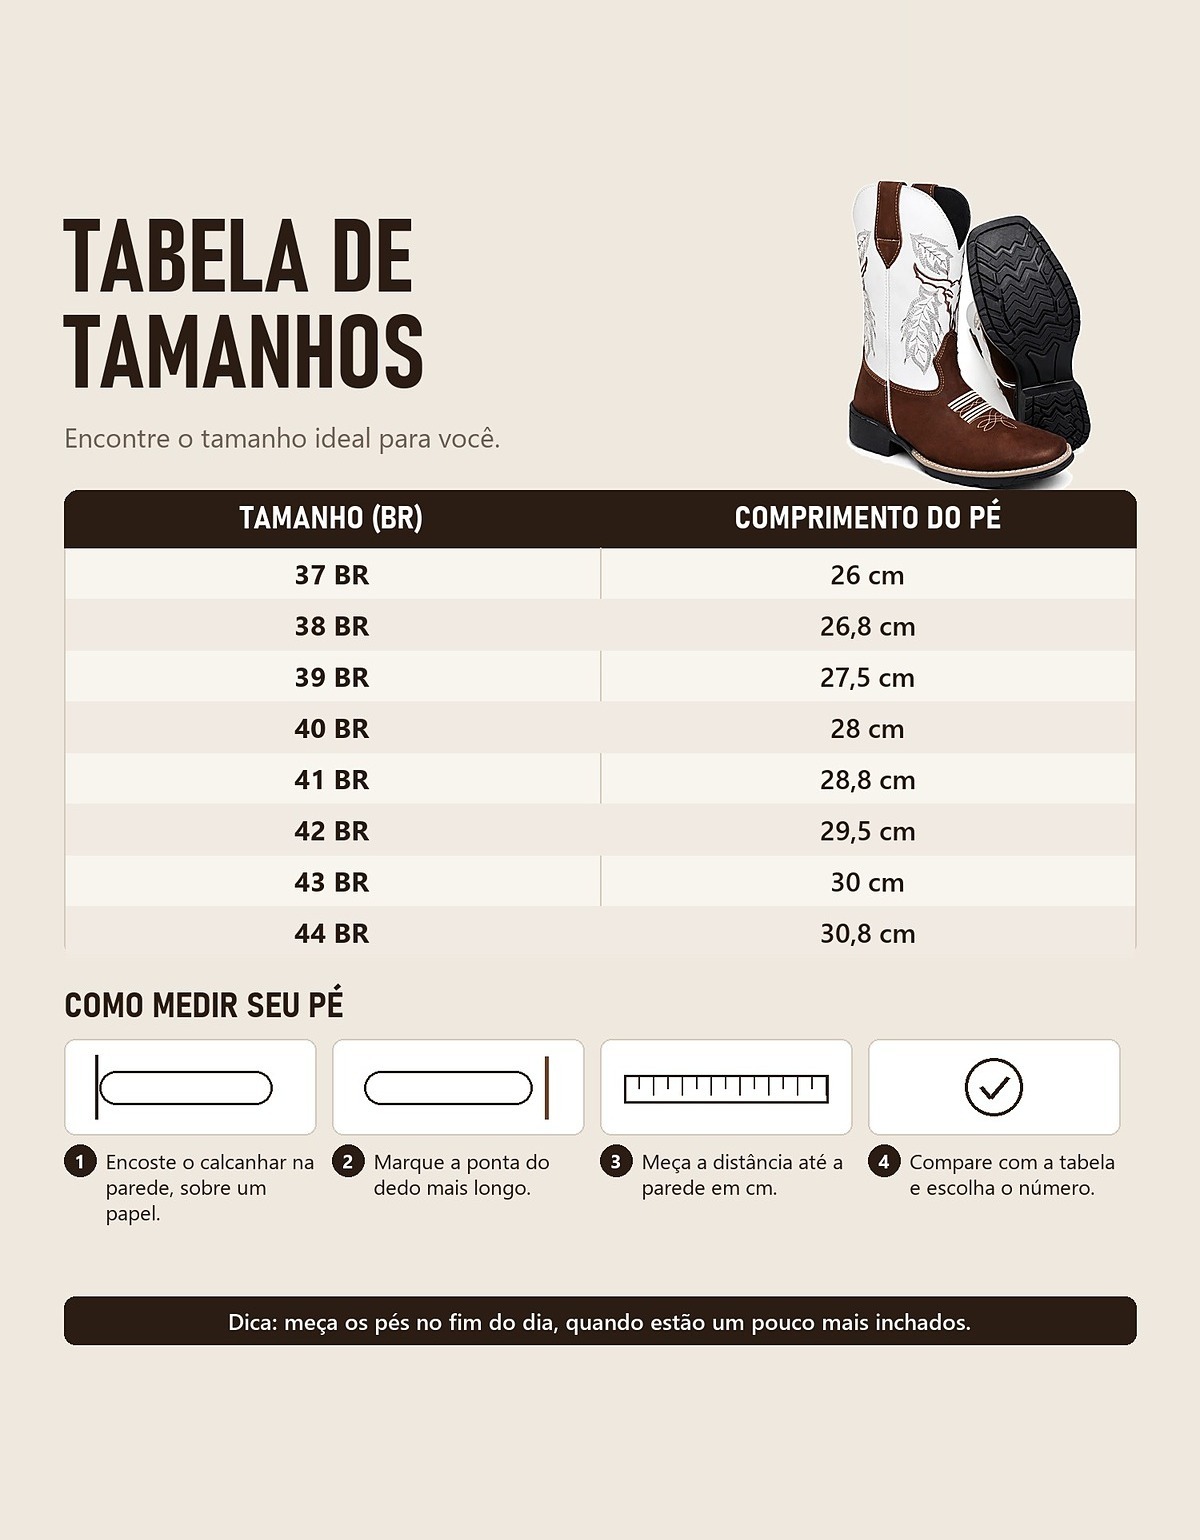 TABELA DE
TAMANHOS
Encontre o tamanho ideal para você.
TAMANHO (BR) COMPRIMENTO DO PÉ
37 BR 26 cm
38 BR 26,8 cm
39 BR 27,5 cm
40 BR 28 cm
41 BR 28,8 cm
42 BR 29,5 cm
43 BR 30 cm
44 BR 30,8 cm
COMO MEDIR SEU PÉ
1 Encoste o calcanhar na
parede, sobre um
papel.
2 Marque a ponta do
dedo mais longo.
3 Meça a distância até a
parede em cm.
4 Compare com a tabela
e escolha o número.
Dica: meça os pés no fim do dia, quando estão um pouco mais inchados.